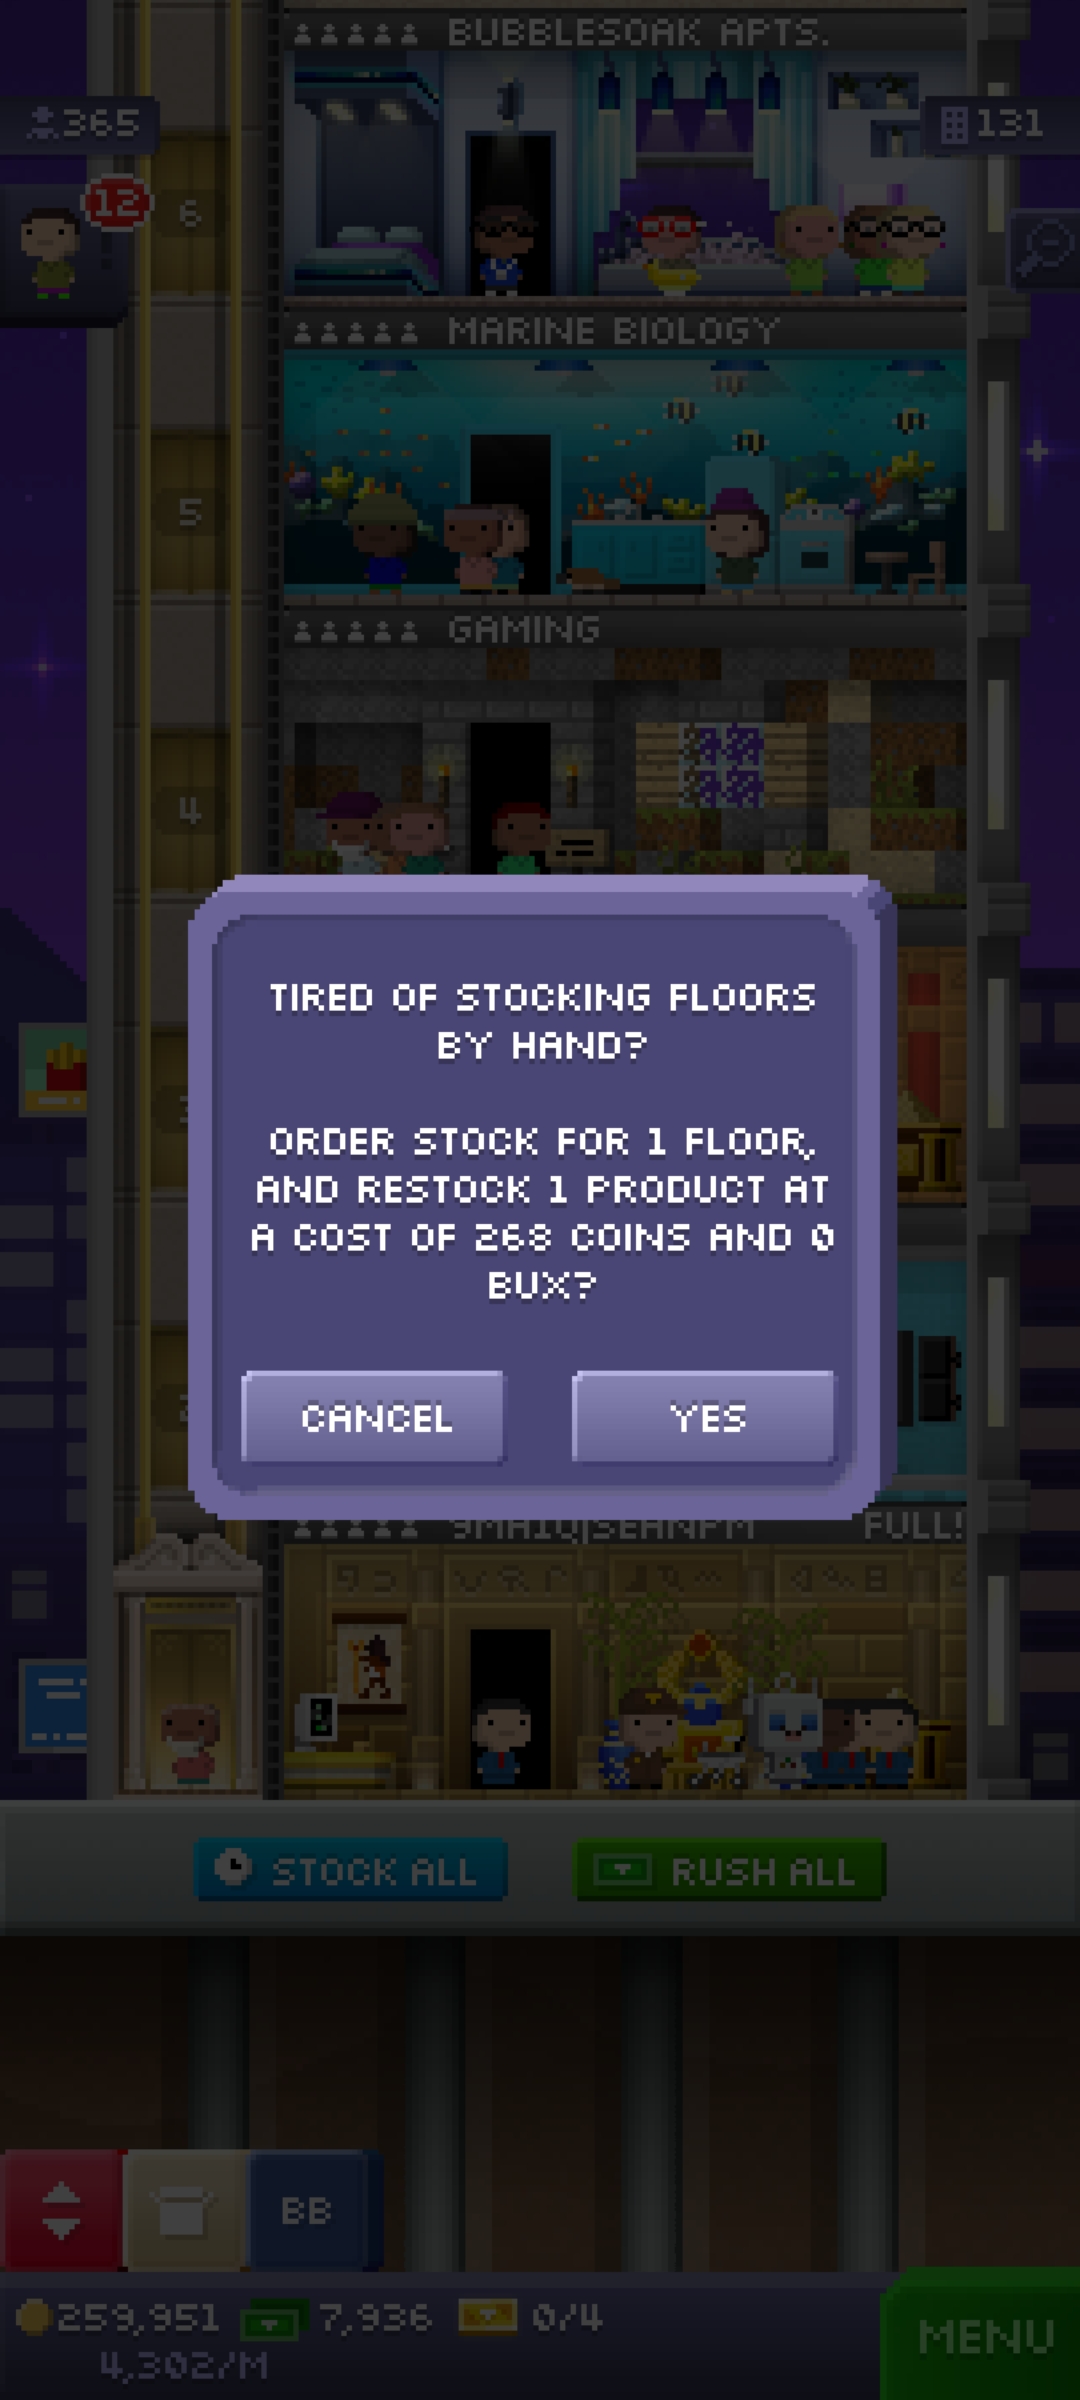 BUBBLESOAK APTS.
365
131
12
6
MARINE BIOLOGY
5
GAMING
4
TIRED OF STOCKING FLOORS
BY HAND?
ORDER STOCK FOR 1 FLOOR,
AND RESTOCK 1 PRODUCT AT
A COST OF 268 COINS AND 0
BUX?
CANCEL
YES
FULL!
STOCK ALL
RUSH ALL
BB
259,951
7,936
0/4
MENU
4,302/M